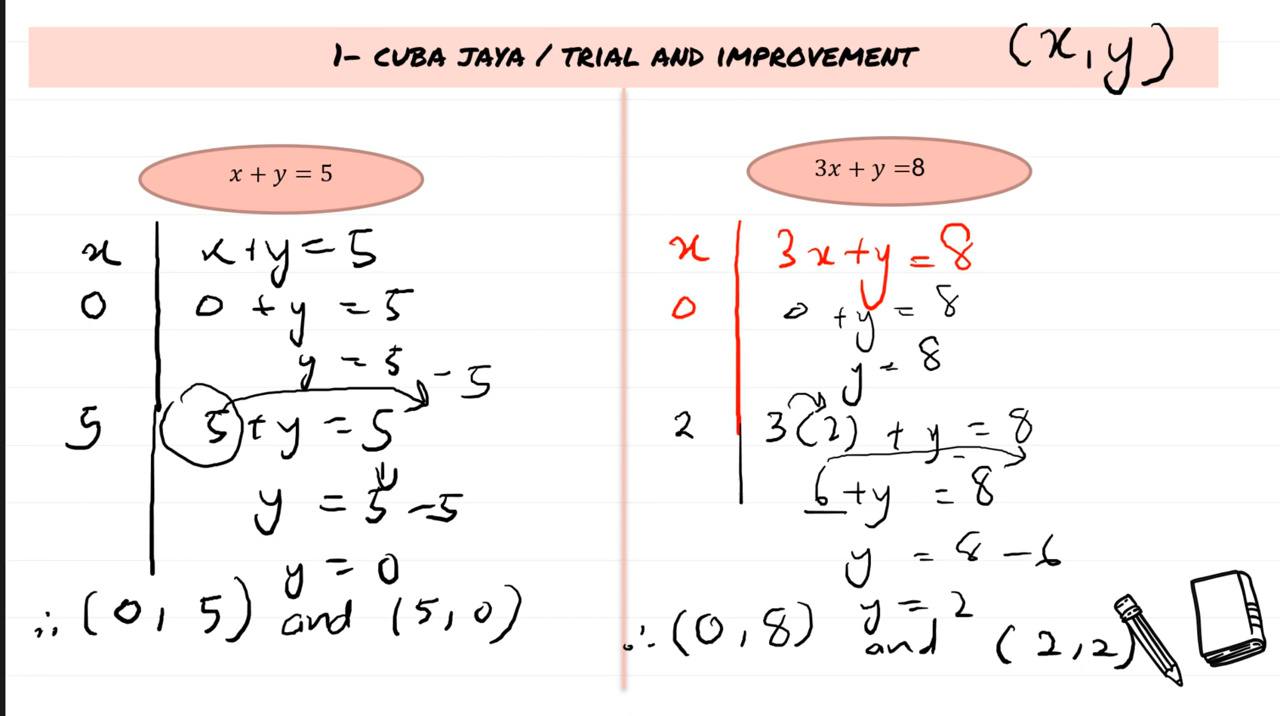 1- CUBA JAYA / TRIAL AND IMPROVEMENT (x, y)
x + y = 5
x | x + y = 5
0 | 0 + y = 5
y = 5
- 5
5 | 5 + y = 5
y = 5 - 5
y = 0
∴ (0, 5) and (5, 0)
3x + y =8
x | 3x + y = 8
0 | 0 + y = 8
y = 8
2 | 3(2) + y = 8
6 + y = 8
y = 8 - 6
y = 2
∴ (0, 8) and (2, 2)